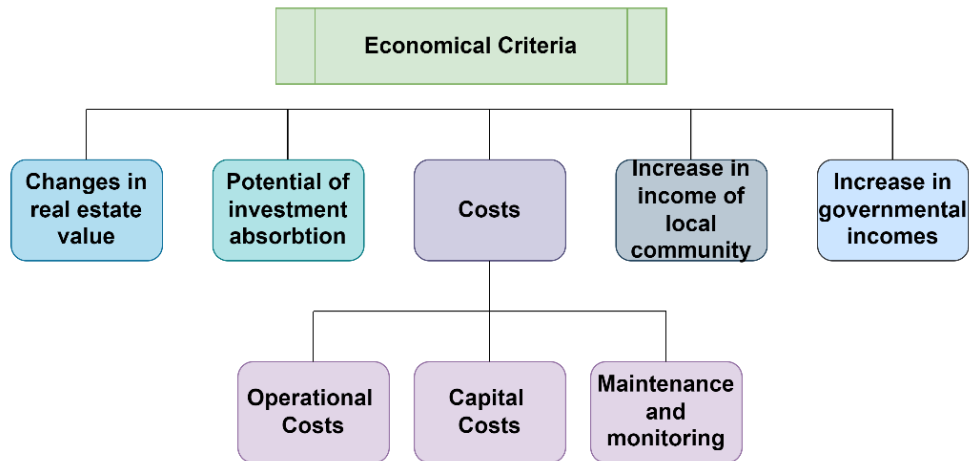 Economical Criteria
Changes in
real estate
value
Potential of
investment
absorbtion
Costs
Increase in
income of
local
community
Increase in
governmental
incomes
Operational
Costs
Capital
Costs
Maintenance
and
monitoring